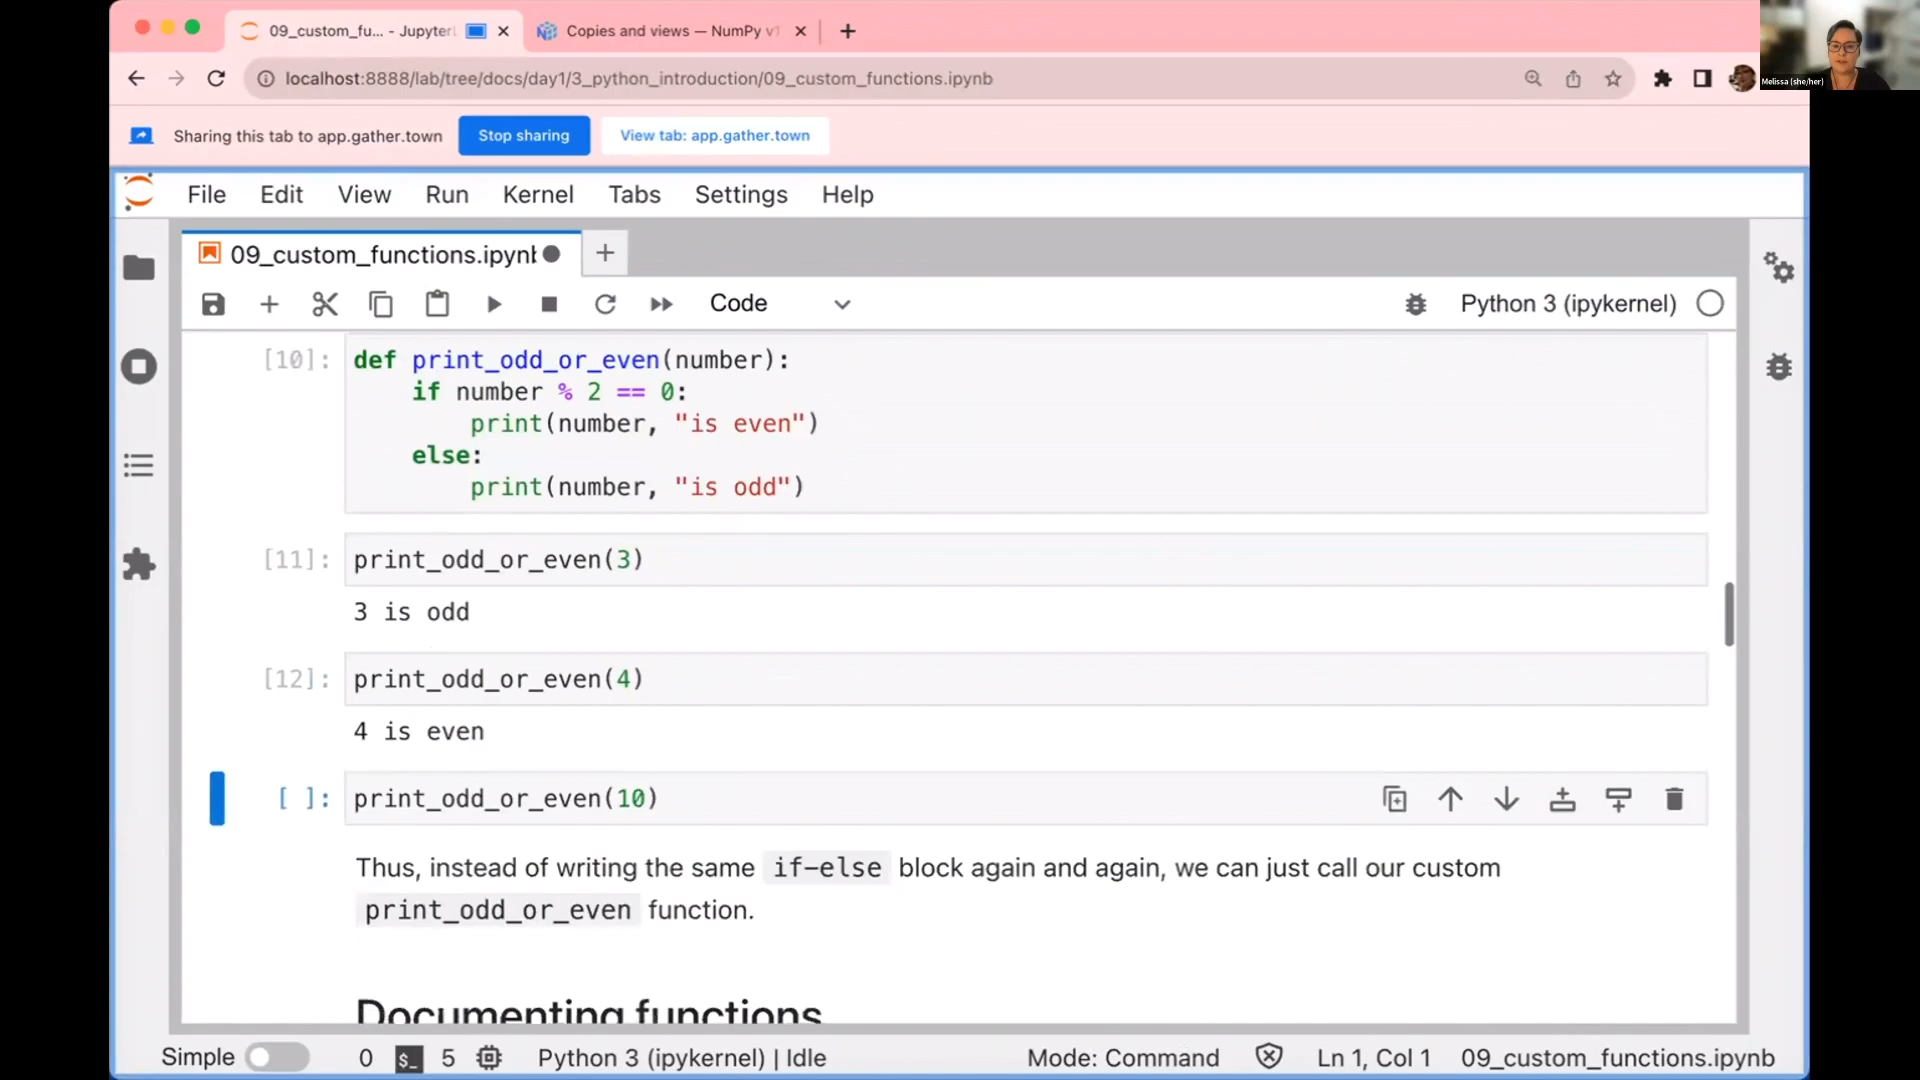 09_custom_fu... - Jupyter
Copies and views — NumPy v1
localhost:8888/lab/tree/docs/day1/3_python_introduction/09_custom_functions.ipynb
Melissa (she/her)
Sharing this tab to app.gather.town
Stop sharing
View tab: app.gather.town
File Edit View Run Kernel Tabs Settings Help
09_custom_functions.ipynb
Code
Python 3 (ipykernel)
[10]: def print_odd_or_even(number):
if number % 2 == 0:
print(number, "is even")
else:
print(number, "is odd")
[11]: print_odd_or_even(3)
3 is odd
[12]: print_odd_or_even(4)
4 is even
[ ]: print_odd_or_even(10)
Thus, instead of writing the same if-else block again and again, we can just call our custom
print_odd_or_even function.
Documenting functions
Simple 0 $_ 5 Python 3 (ipykernel) | Idle Mode: Command Ln 1, Col 1 09_custom_functions.ipynb